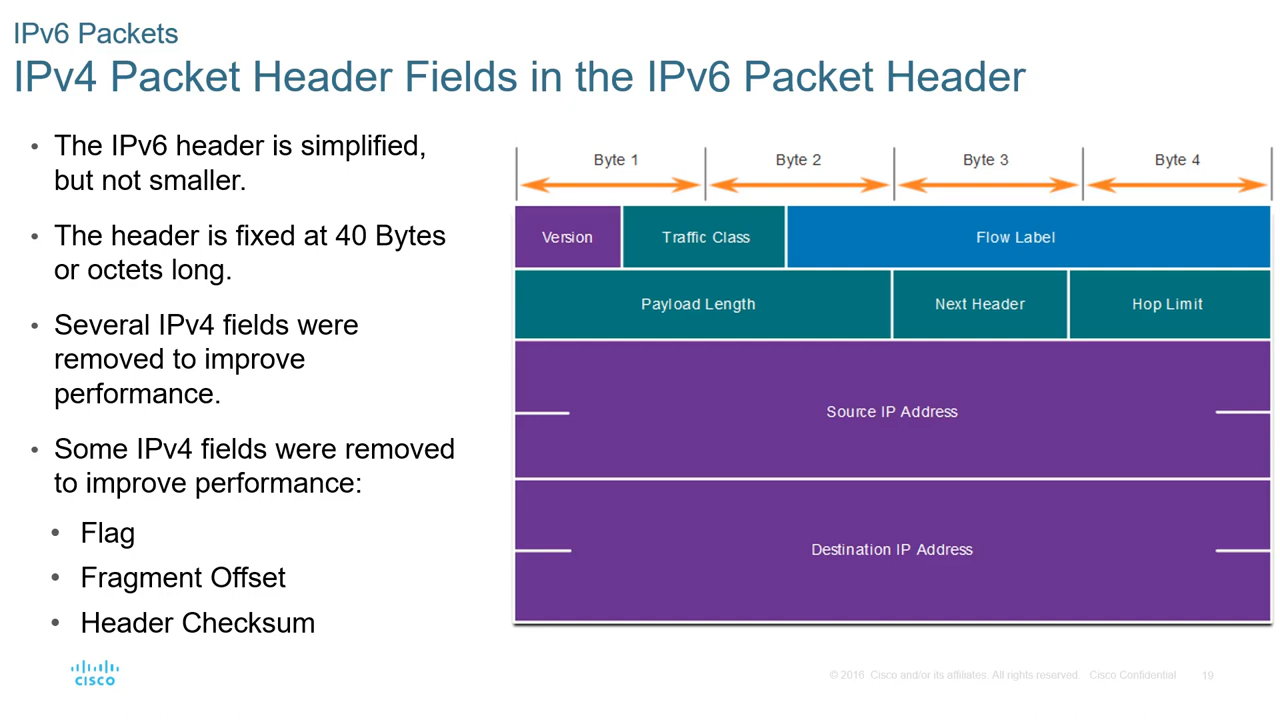 IPv6 Packets
IPv4 Packet Header Fields in the IPv6 Packet Header
• The IPv6 header is simplified,
but not smaller.
• The header is fixed at 40 Bytes
or octets long.
• Several IPv4 fields were
removed to improve
performance.
• Some IPv4 fields were removed
to improve performance:
• Flag
• Fragment Offset
• Header Checksum
Byte 1 Byte 2 Byte 3 Byte 4
Version Traffic Class Flow Label
Payload Length Next Header Hop Limit
Source IP Address
Destination IP Address
CISCO
© 2016 Cisco and/or its affiliates. All rights reserved. Cisco Confidential 19